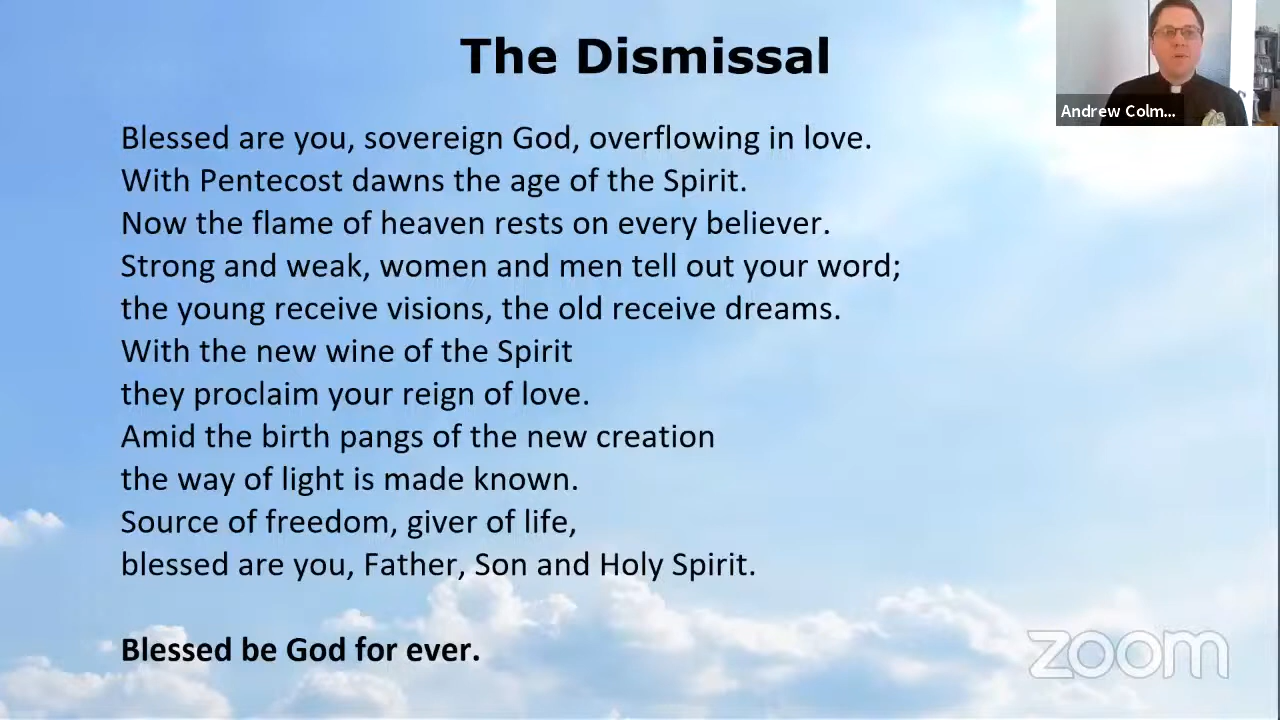 The Dismissal
Andrew Colm...
Blessed are you, sovereign God, overflowing in love.
With Pentecost dawns the age of the Spirit.
Now the flame of heaven rests on every believer.
Strong and weak, women and men tell out your word;
the young receive visions, the old receive dreams.
With the new wine of the Spirit
they proclaim your reign of love.
Amid the birth pangs of the new creation
the way of light is made known.
Source of freedom, giver of life,
blessed are you, Father, Son and Holy Spirit.
Blessed be God for ever.
zoom